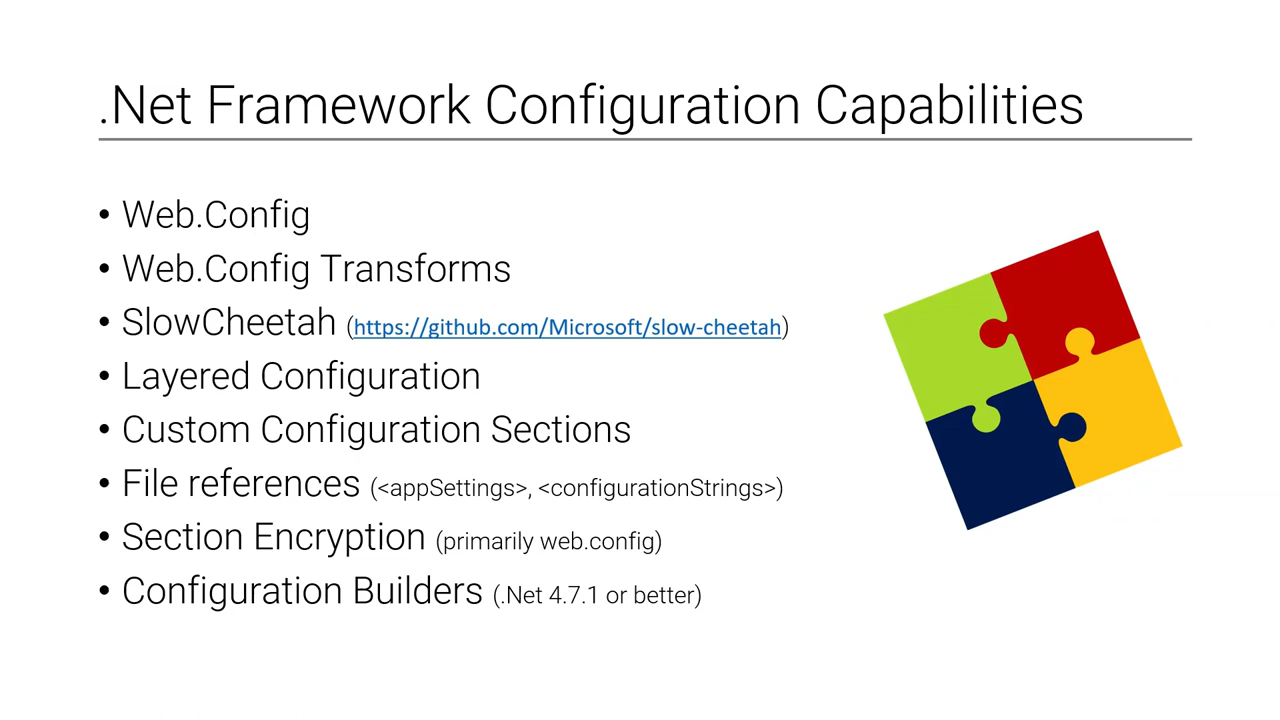 .Net Framework Configuration Capabilities
• Web.Config
• Web.Config Transforms
• SlowCheetah (https://github.com/Microsoft/slow-cheetah)
• Layered Configuration
• Custom Configuration Sections
• File references (<appSettings>, <configurationStrings>)
• Section Encryption (primarily web.config)
• Configuration Builders (.Net 4.7.1 or better)